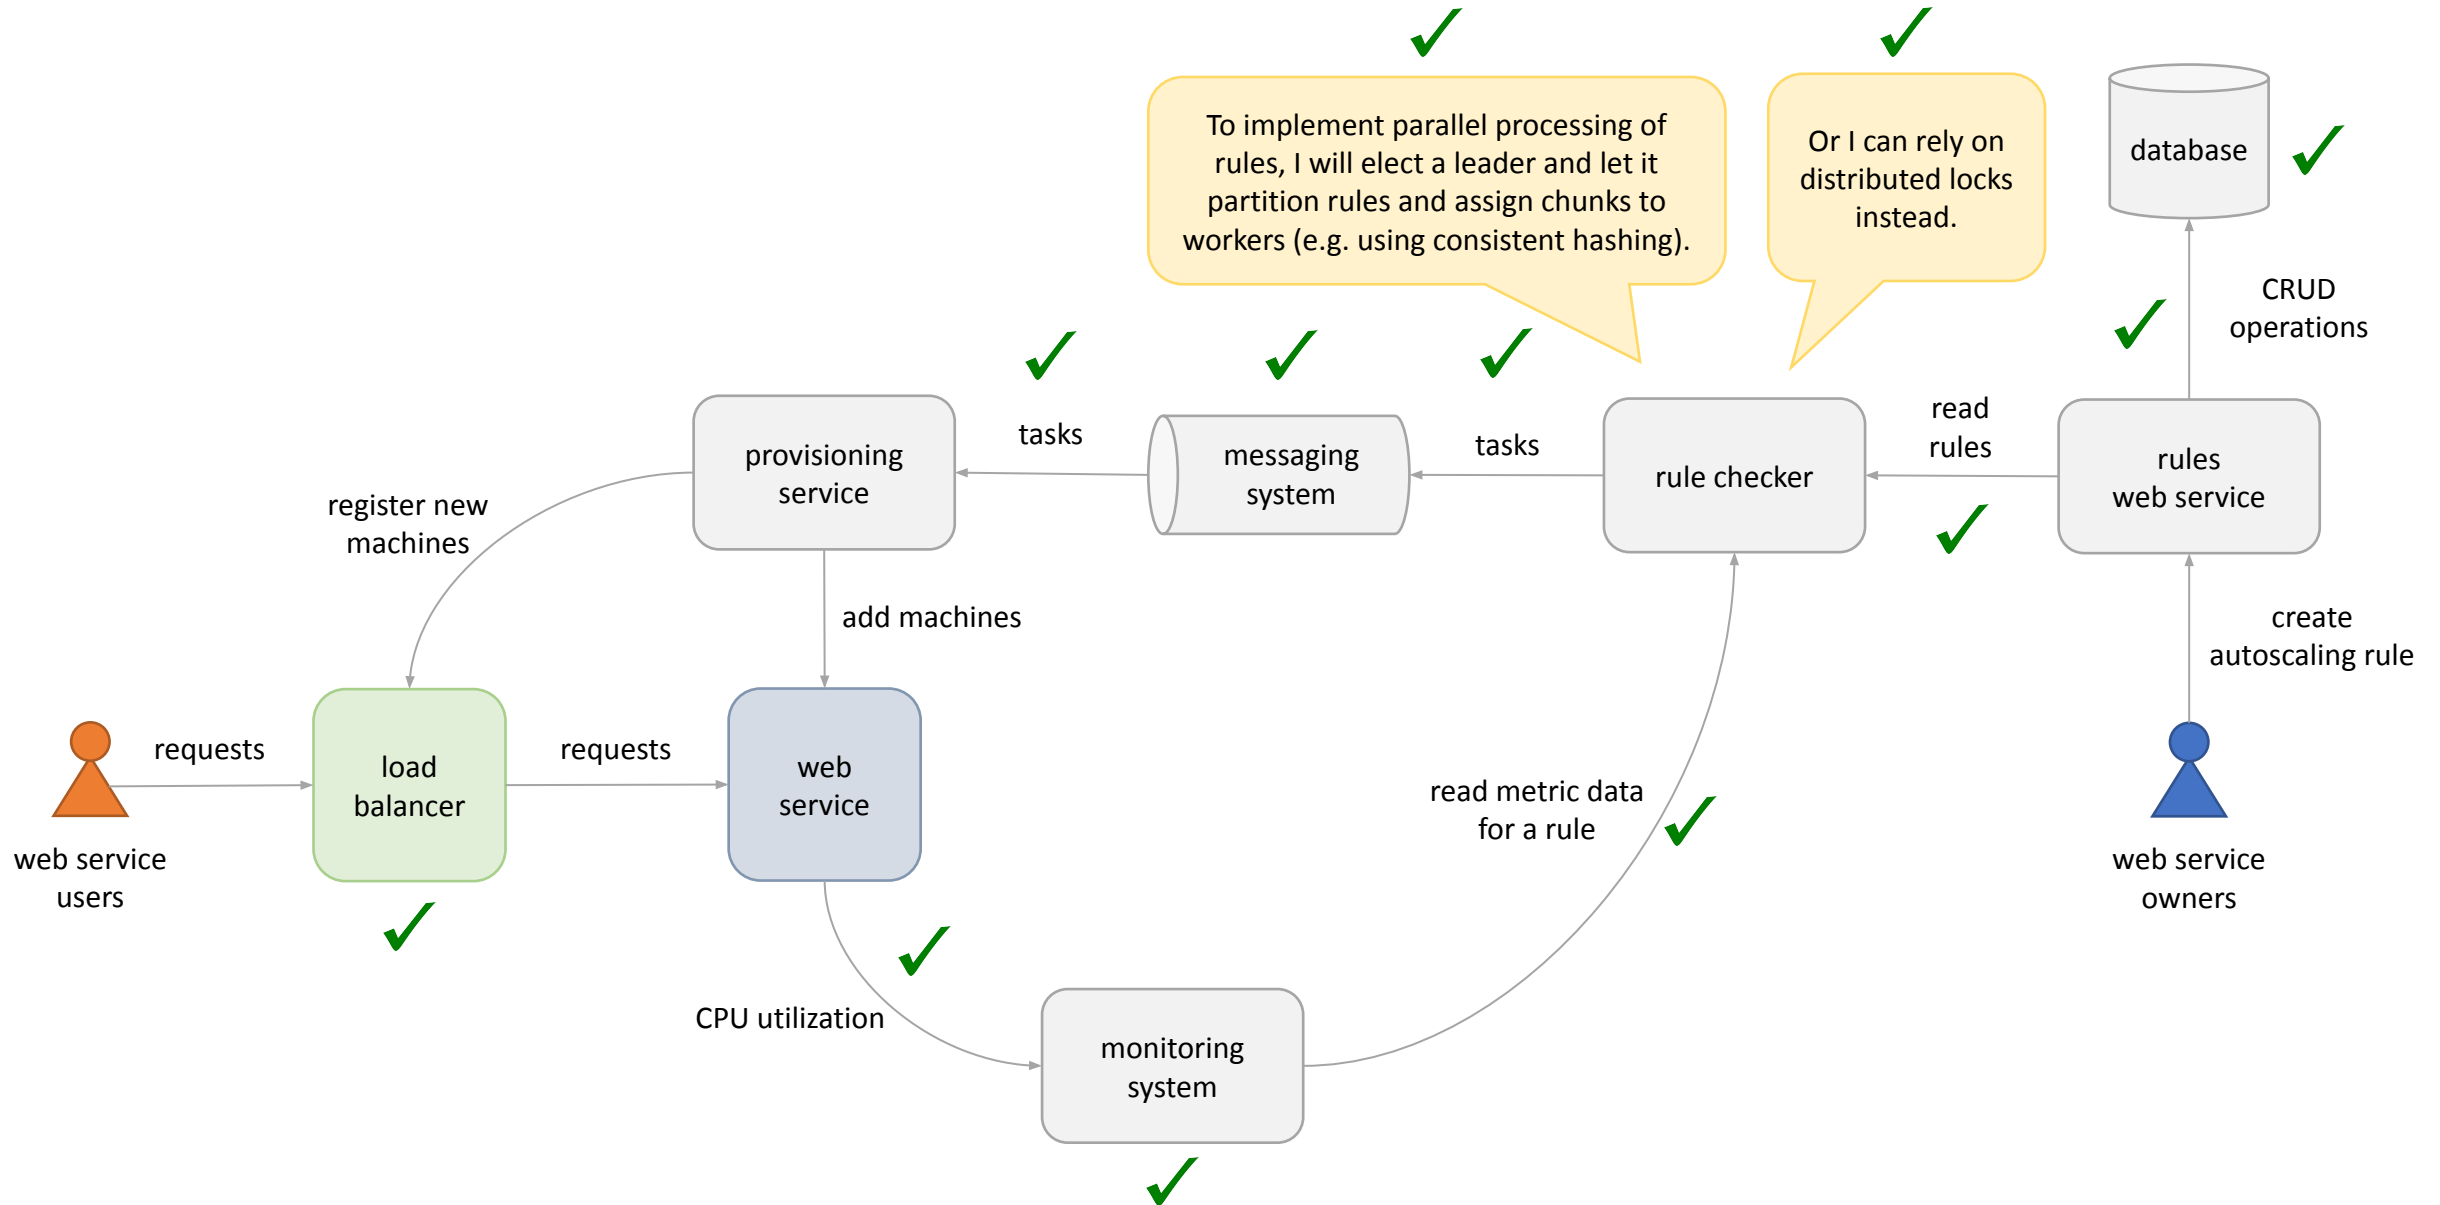 To implement parallel processing of
rules, I will elect a leader and let it
partition rules and assign chunks to
workers (e.g. using consistent hashing).
Or I can rely on
distributed locks
instead.
database
CRUD
operations
provisioning
service
tasks
messaging
system
tasks
rule checker
read
rules
rules
web service
register new
machines
add machines
create
autoscaling rule
requests
load
balancer
requests
web
service
web service
users
read metric data
for a rule
web service
owners
CPU utilization
monitoring
system